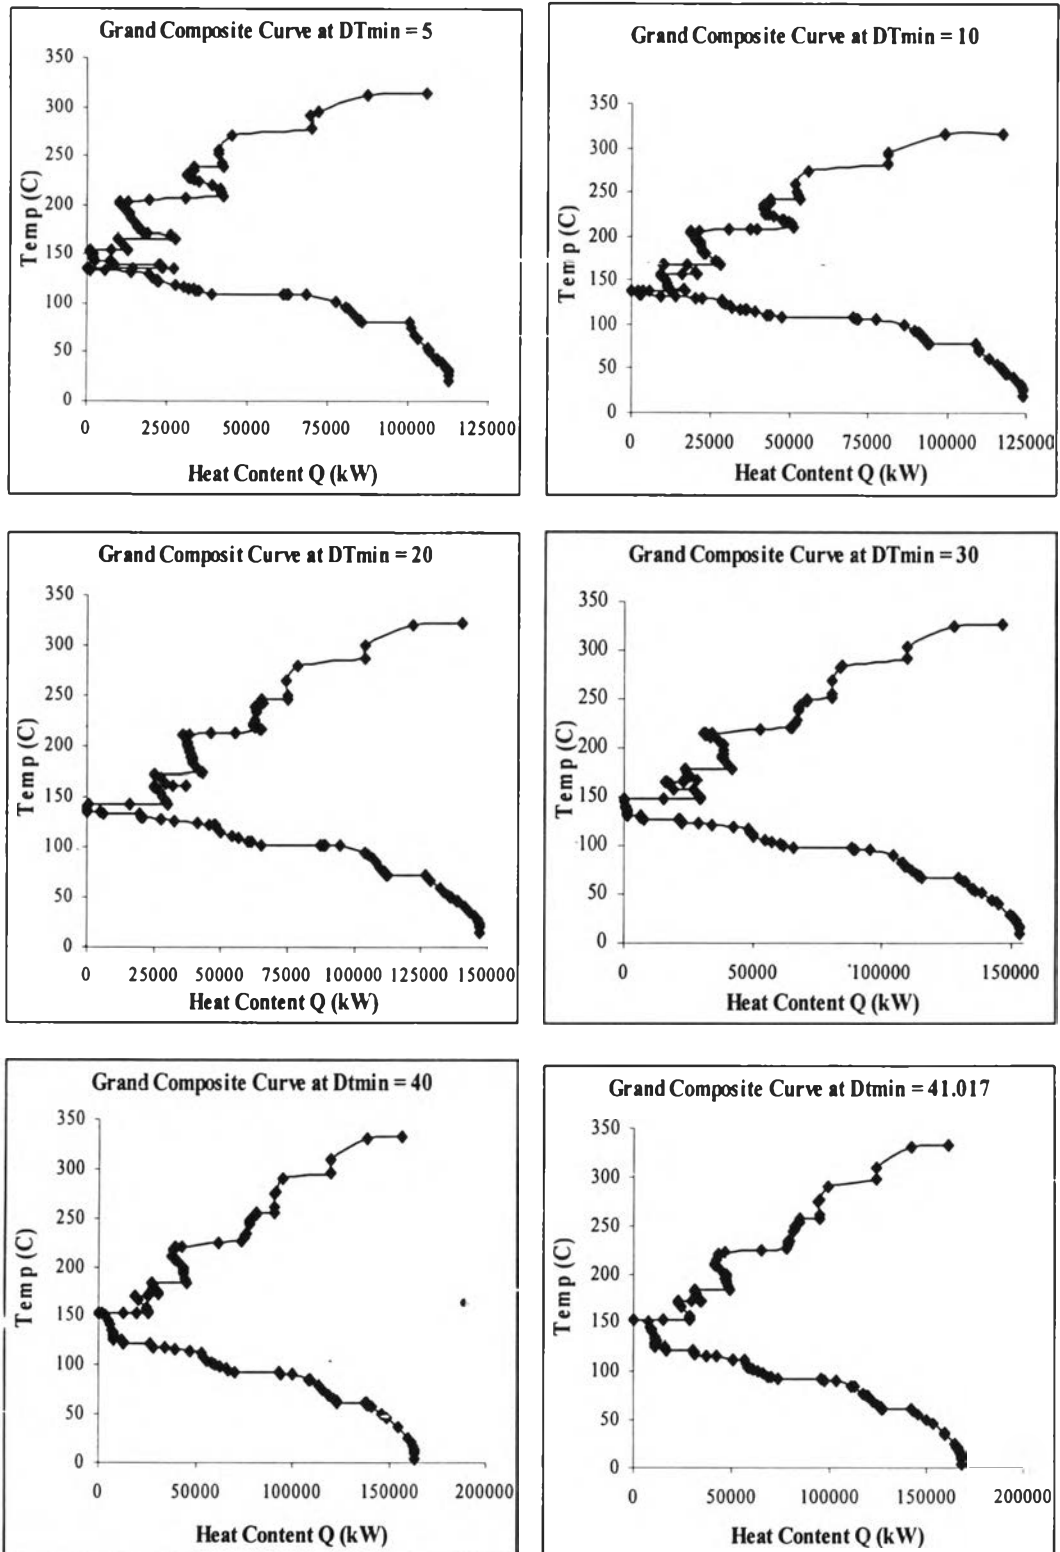 Grand Composite Curve at DTmin = 5
350
300
250
200
150
100
50
0
Temp (C)
0 25000 50000 75000 100000 125000
Heat Content Q (kW)
Grand Composite Curve at DTmin = 10
350
300
250
200
150
100
50
0
Temp (C)
0 25000 50000 75000 100000 125000
Heat Content Q (kW)
Grand Composit Curve at DTmin = 20
350
300
250
200
150
100
50
0
Temp (C)
0 25000 50000 75000 100000 125000 150000
Heat Content Q (kW)
Grand Composite Curve at DTmin = 30
350
300
250
200
150
100
50
0
Temp (C)
0 50000 100000 150000
Heat Content Q (kW)
Grand Composite Curve at Dtmin = 40
350
300
250
200
150
100
50
0
Temp (C)
0 50000 100000 150000 200000
Heat Content Q (kW)
Grand Composite Curve at Dtmin = 41.017
350
300
250
200
150
100
50
0
Temp (C)
0 50000 100000 150000 200000
Heat Content Q (kW)